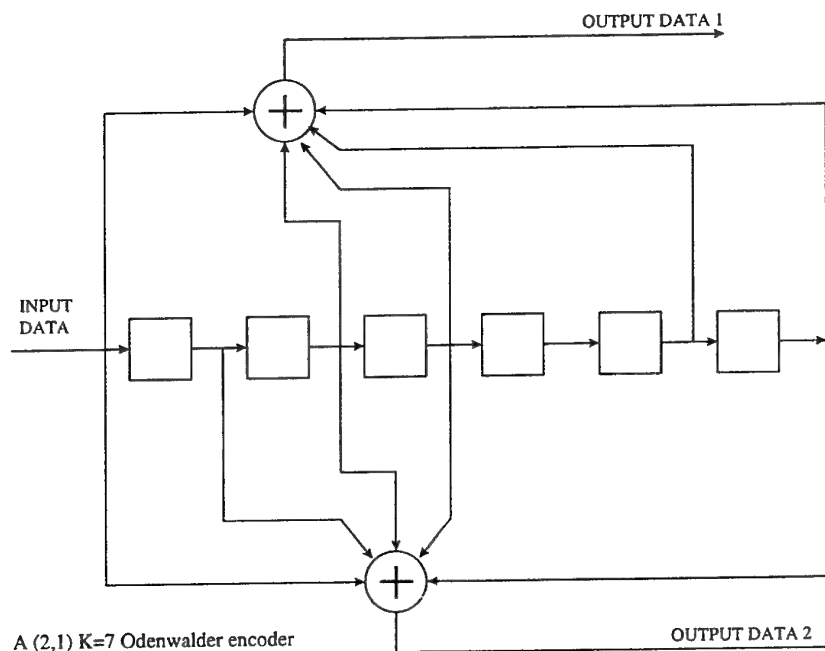 OUTPUT DATA 1
INPUT
DATA
A (2,1) K=7 Odenwalder encoder
OUTPUT DATA 2